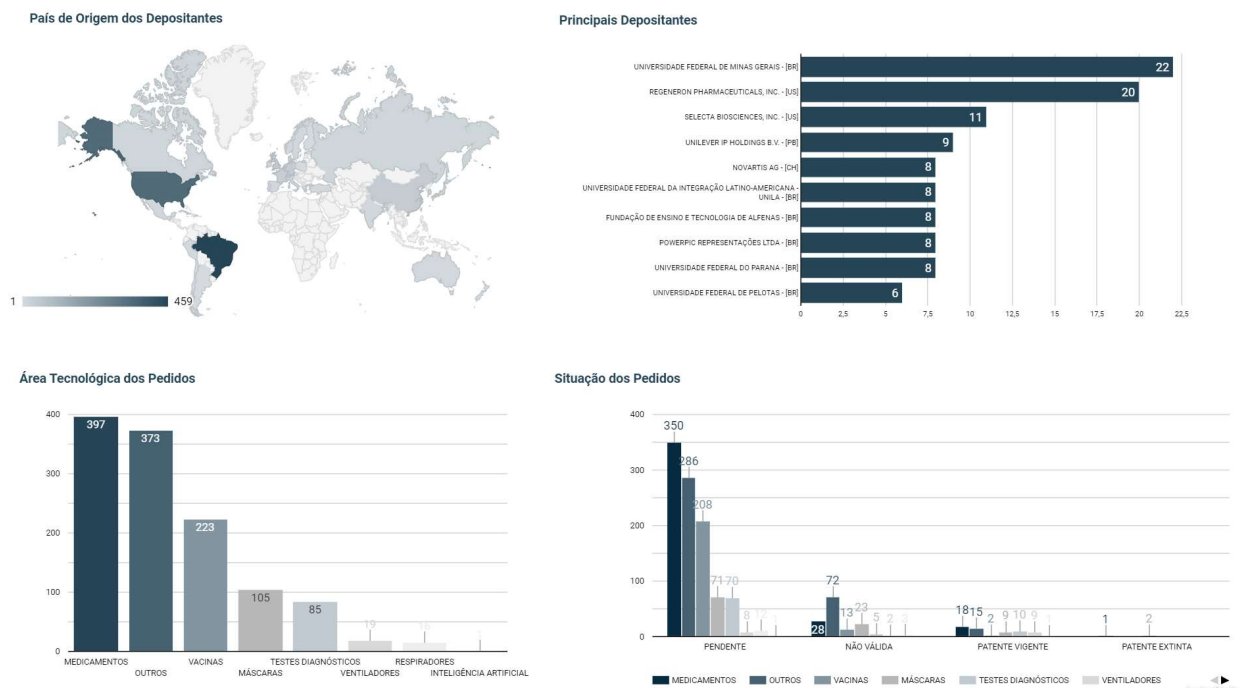 País de Origem dos Depositantes
1
459
Principais Depositantes
UNIVERSIDADE FEDERAL DE MINAS GERAIS - [BR]
22
REGENERON PHARMACEUTICALS, INC. - [US]
20
SELECTA BIOSCIENCES, INC. - [US]
11
UNILEVER IP HOLDINGS B.V. - [PB]
9
NOVARTIS AG - [CH]
8
UNIVERSIDADE FEDERAL DA INTEGRAÇÃO LATINO-AMERICANA -
UNILA - [BR]
8
FUNDAÇÃO DE ENSINO E TECNOLOGIA DE ALFENAS - [BR]
8
POWERPIC REPRESENTAÇÕES LTDA - [BR]
8
UNIVERSIDADE FEDERAL DO PARANA - [BR]
8
UNIVERSIDADE FEDERAL DE PELOTAS - [BR]
6
0 2,5 5 7,5 10 12,5 15 17,5 20 22,5
Área Tecnológica dos Pedidos
400
300
200
100
0
397 373 223 105 85 19 16 1
MEDICAMENTOS VACINAS TESTES DIAGNÓSTICOS RESPIRADORES
OUTROS MÁSCARAS VENTILADORES INTELIGÊNCIA ARTIFICIAL
Situação dos Pedidos
400
300
200
100
0
350 286 208 71 70 8 12 1
28 72 13 23 5 2 3
18 15 2 9 10 9 1
1 2
PENDENTE NÃO VÁLIDA PATENTE VIGENTE PATENTE EXTINTA
MEDICAMENTOS OUTROS VACINAS MÁSCARAS TESTES DIAGNÓSTICOS VENTILADORES